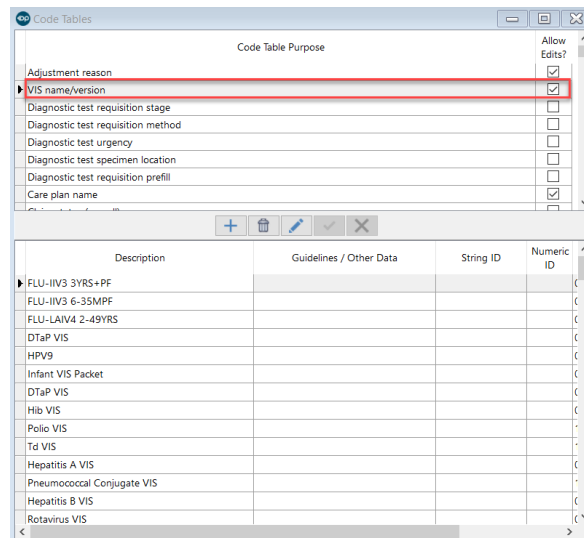 Code Tables
Code Table Purpose
Allow
Edits?
Adjustment reason
VIS name/version
Diagnostic test requisition stage
Diagnostic test requisition method
Diagnostic test urgency
Diagnostic test specimen location
Diagnostic test requisition prefill
Care plan name
Description
Guidelines / Other Data
String ID
Numeric
ID
FLU-IIV3 3YRS+PF
FLU-IIV3 6-35MPF
FLU-LAIV4 2-49YRS
DTaP VIS
HPV9
Infant VIS Packet
DTaP VIS
Hib VIS
Polio VIS
Td VIS
Hepatitis A VIS
Pneumococcal Conjugate VIS
Hepatitis B VIS
Rotavirus VIS